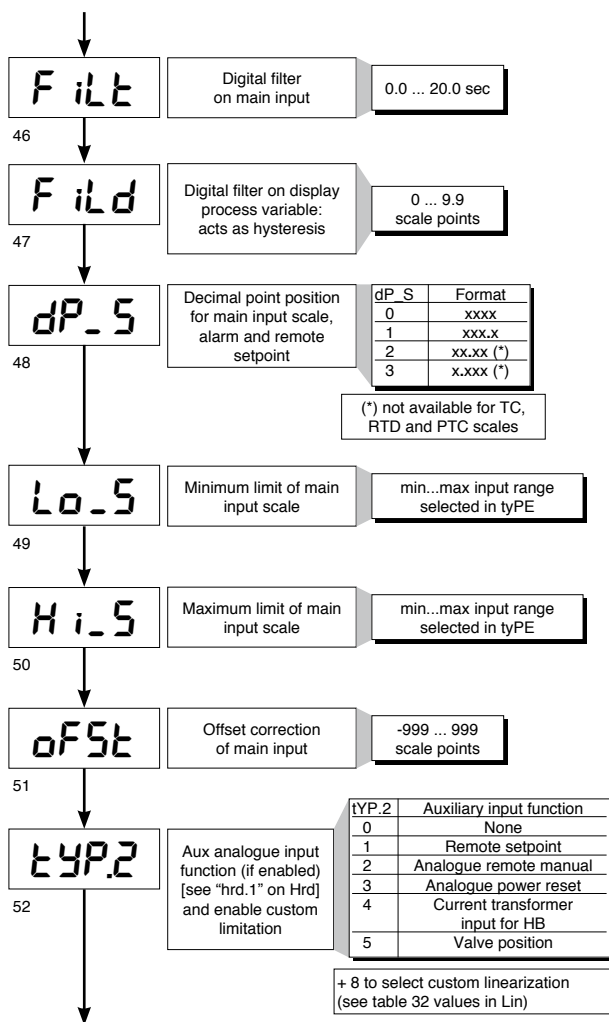 FiLt
Digital filter
on main input
0.0 ... 20.0 sec
46
FiLd
Digital filter on display
process variable:
acts as hysteresis
0 ... 9.9
scale points
47
dP_S
Decimal point position
for main input scale,
alarm and remote
setpoint
dP_S Format
0 xxxx
1 xxx.x
2 xx.xx (*)
3 x.xxx (*)
48
(*) not available for TC,
RTD and PTC scales
Lo_S
Minimum limit of main
input scale
min...max input range
selected in tyPE
49
Hi_S
Maximum limit of main
input scale
min...max input range
selected in tyPE
50
oFSt
Offset correction
of main input
-999 ... 999
scale points
51
tYP.2
Aux analogue input
function (if enabled)
[see “hrd.1” on Hrd]
and enable custom
limitation
tYP.2 Auxiliary input function
0 None
1 Remote setpoint
2 Analogue remote manual
3 Analogue power reset
4 Current transformer
input for HB
5 Valve position
52
+ 8 to select custom linearization
(see table 32 values in Lin)